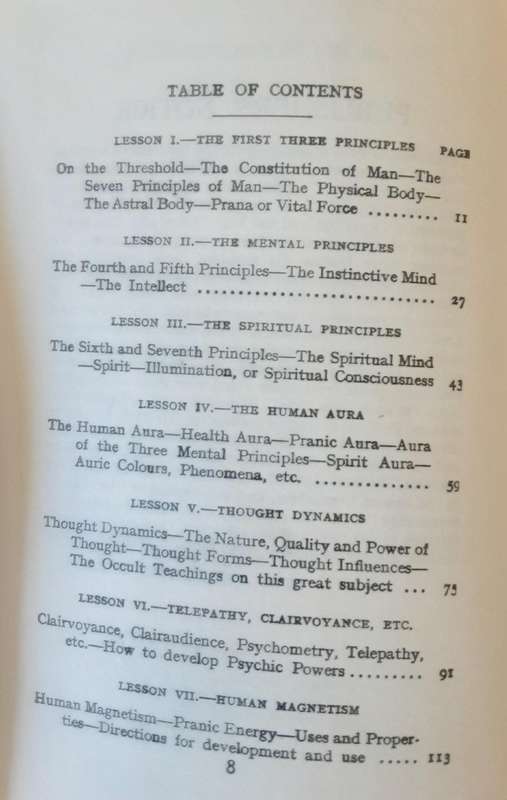 TABLE OF CONTENTS
LESSON I.—THE FIRST THREE PRINCIPLES PAGE
On the Threshold—The Constitution of Man—The
Seven Principles of Man—The Physical Body—
The Astral Body—Prana or Vital Force ......... 11
LESSON II.—THE MENTAL PRINCIPLES
The Fourth and Fifth Principles—The Instinctive Mind
—The Intellect ............................. 27
LESSON III.—THE SPIRITUAL PRINCIPLES
The Sixth and Seventh Principles—The Spiritual Mind
—Spirit—Illumination, or Spiritual Consciousness 43
LESSON IV.—THE HUMAN AURA
The Human Aura—Health Aura—Pranic Aura—Aura
of the Three Mental Principles—Spirit Aura—
Auric Colours, Phenomena, etc. .............. 59
LESSON V.—THOUGHT DYNAMICS
Thought Dynamics—The Nature, Quality and Power of
Thought—Thought Forms—Thought Influences—
The Occult Teachings on this great subject ... 75
LESSON VI.—TELEPATHY, CLAIRVOYANCE, ETC.
Clairvoyance, Clairaudience, Psychometry, Telepathy,
etc.—How to develop Psychic Powers......... 91
LESSON VII.—HUMAN MAGNETISM
Human Magnetism—Pranic Energy—Uses and Proper-
ties—Directions for development and use ..... 113
8